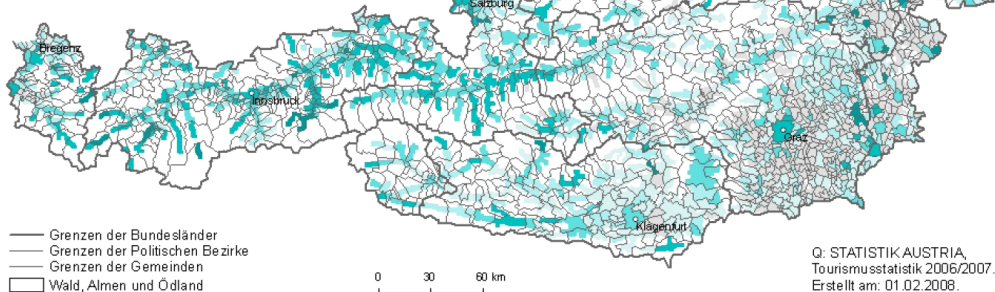 Salzburg
Bregenz
Innsbruck
Graz
Klagenfurt
Grenzen der Bundesländer
Grenzen der Politischen Bezirke
Grenzen der Gemeinden
Wald, Almen und Ödland
0 30 60 km
Q: STATISTIK AUSTRIA,
Tourismusstatistik 2006/2007.
Erstellt am: 01.02.2008.